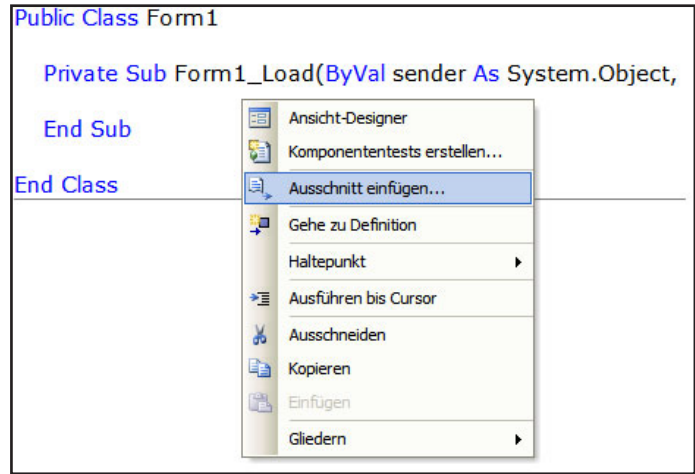 Public Class Form1
Private Sub Form1_Load(ByVal sender As System.Object,
End Sub
End Class
Ansicht-Designer
Komponententests erstellen...
Ausschnitt einfügen...
Gehe zu Definition
Haltepunkt
Ausführen bis Cursor
Ausschneiden
Kopieren
Einfügen
Gliedern